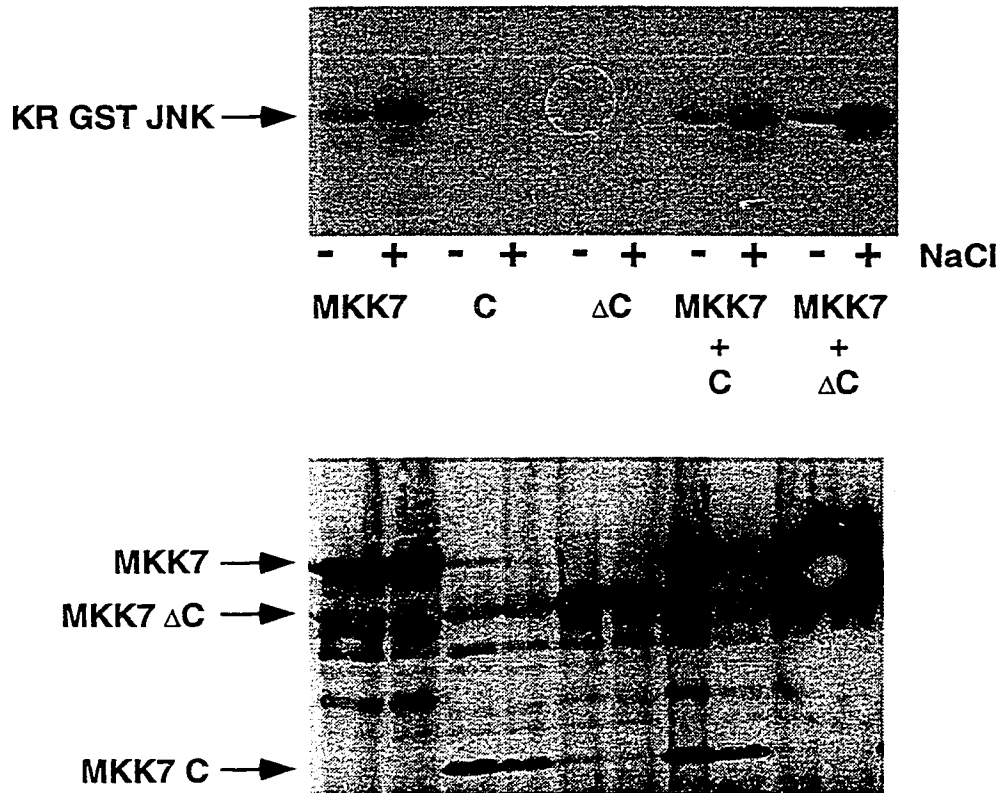 KR GST JNK
- + - + - + - + - + NaCl
MKK7 C ΔC MKK7 MKK7
+ +
C ΔC
MKK7
MKK7 ΔC
MKK7 C